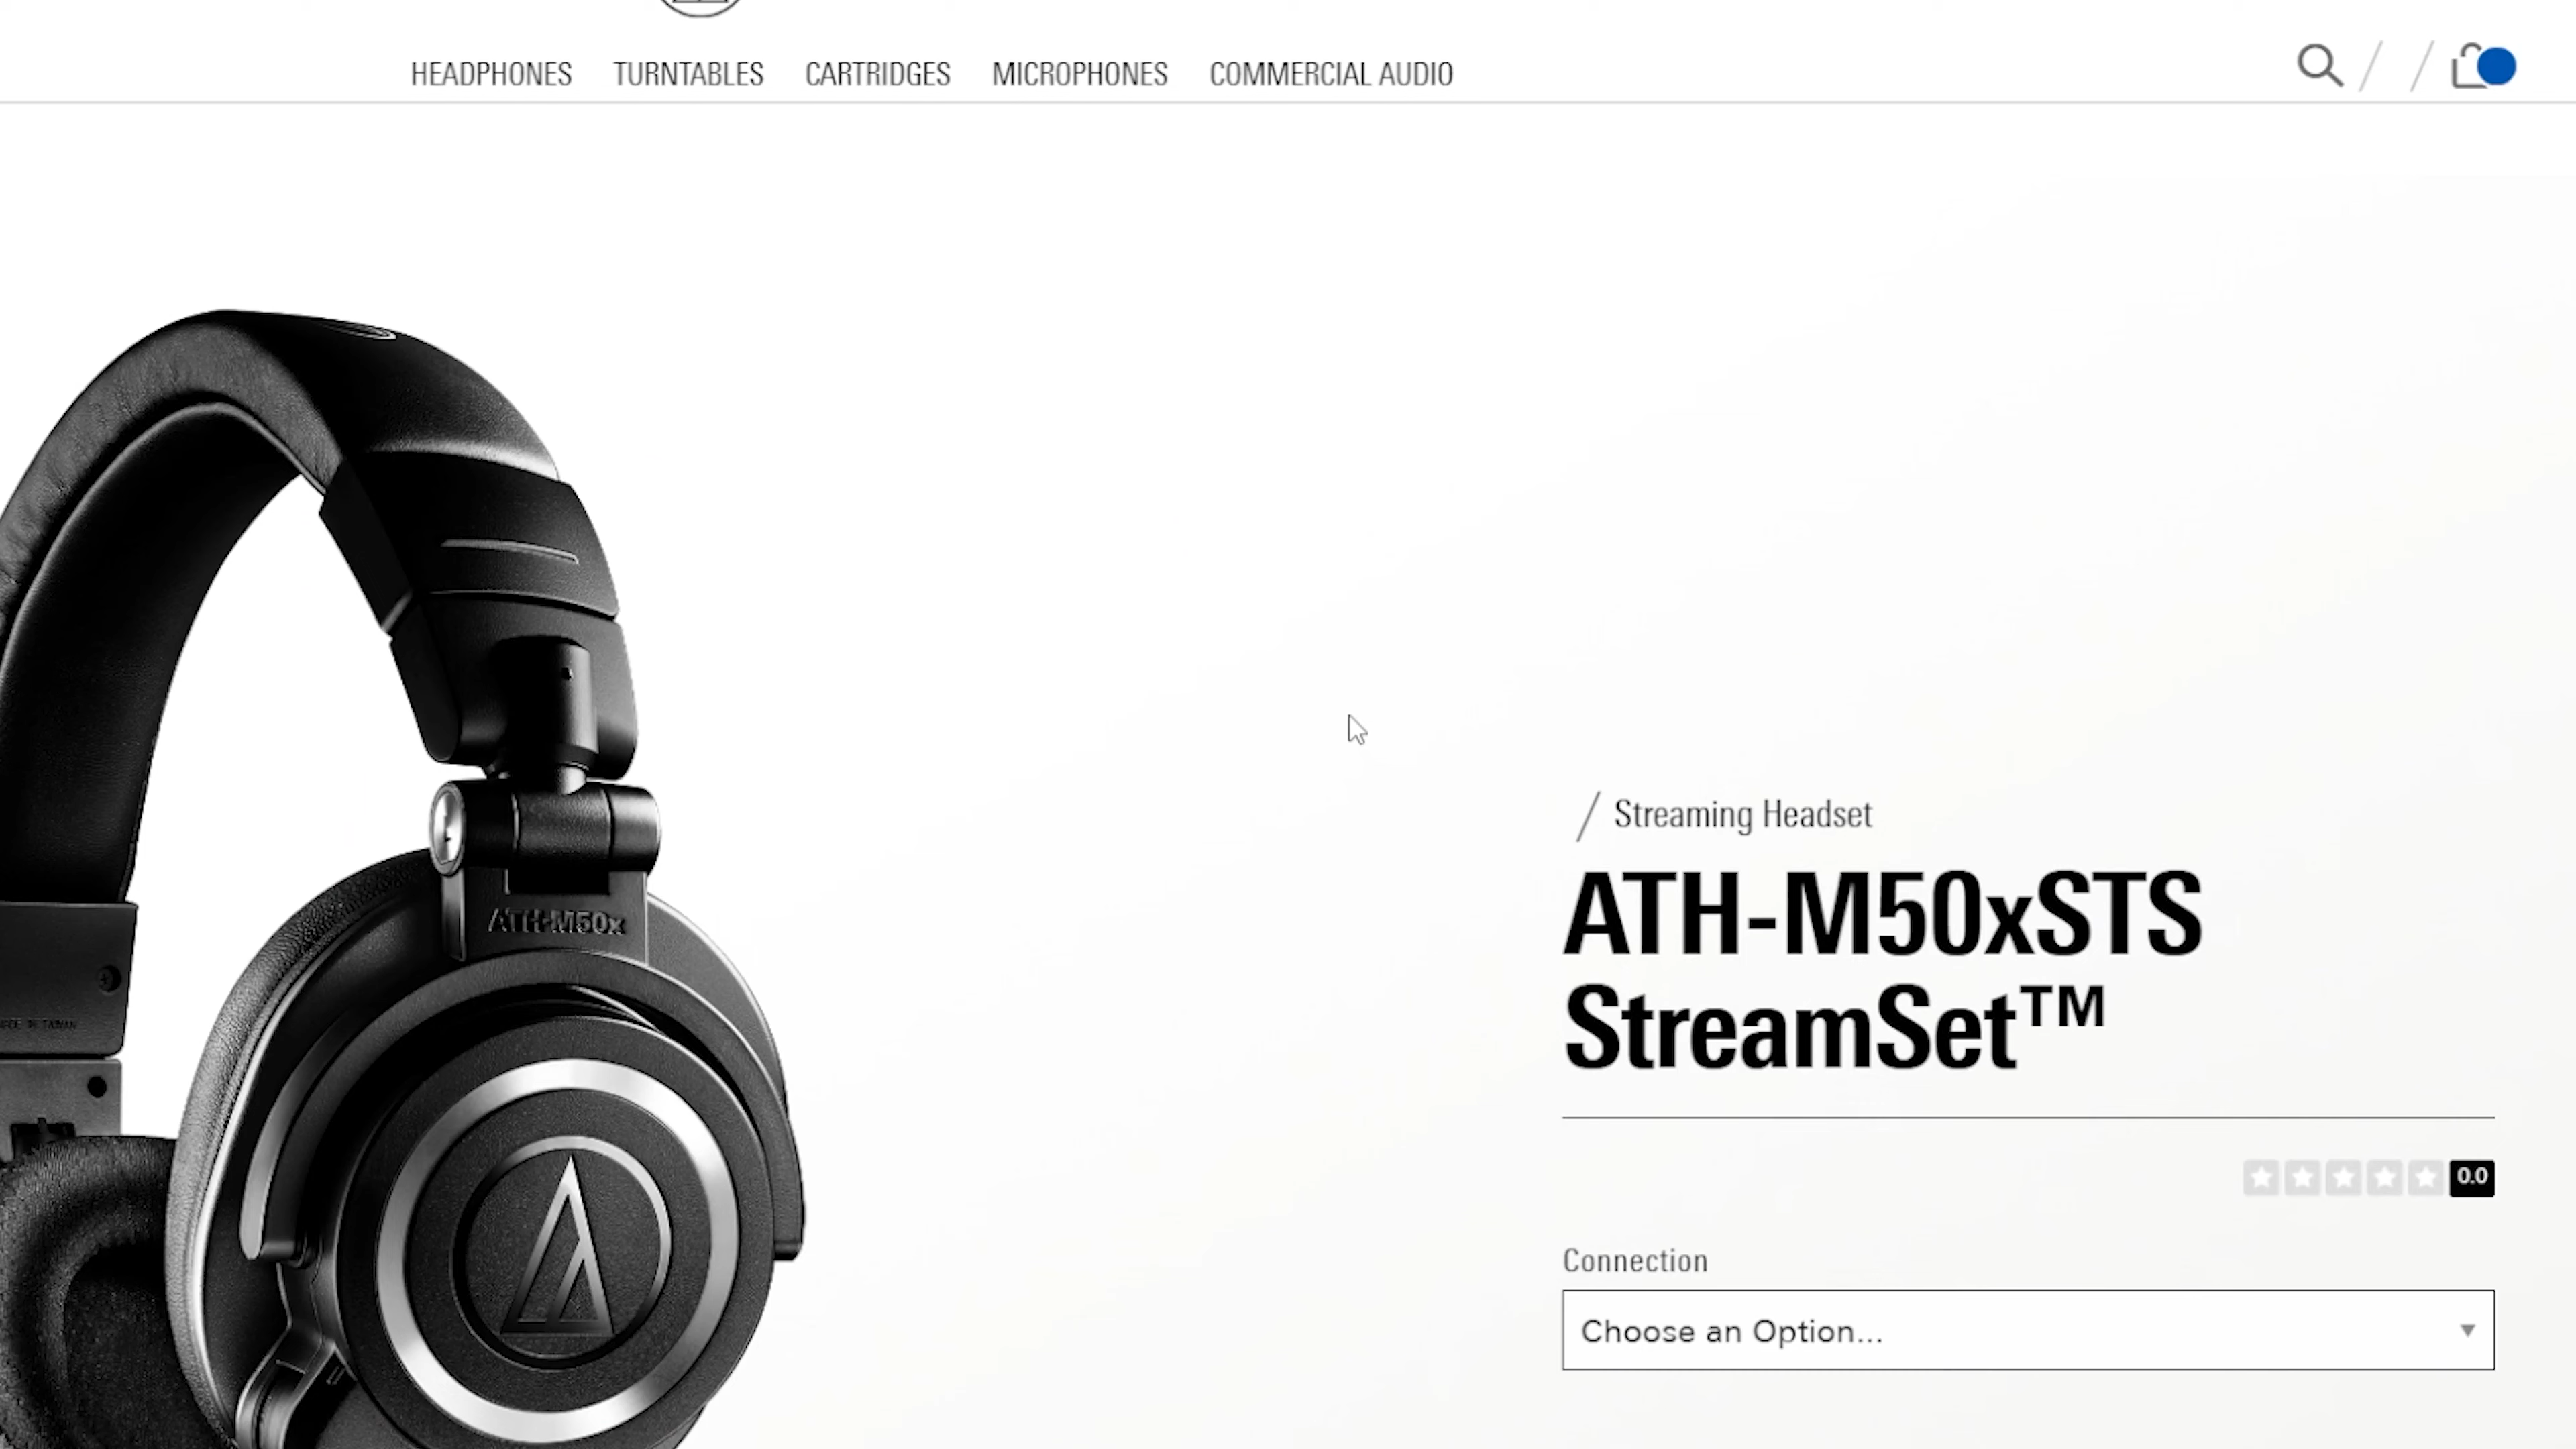 HEADPHONES TURNTABLES CARTRIDGES MICROPHONES COMMERCIAL AUDIO
Streaming Headset
ATH-M50xSTS
StreamSet™
ATH-M50x
0.0
Connection
Choose an Option...